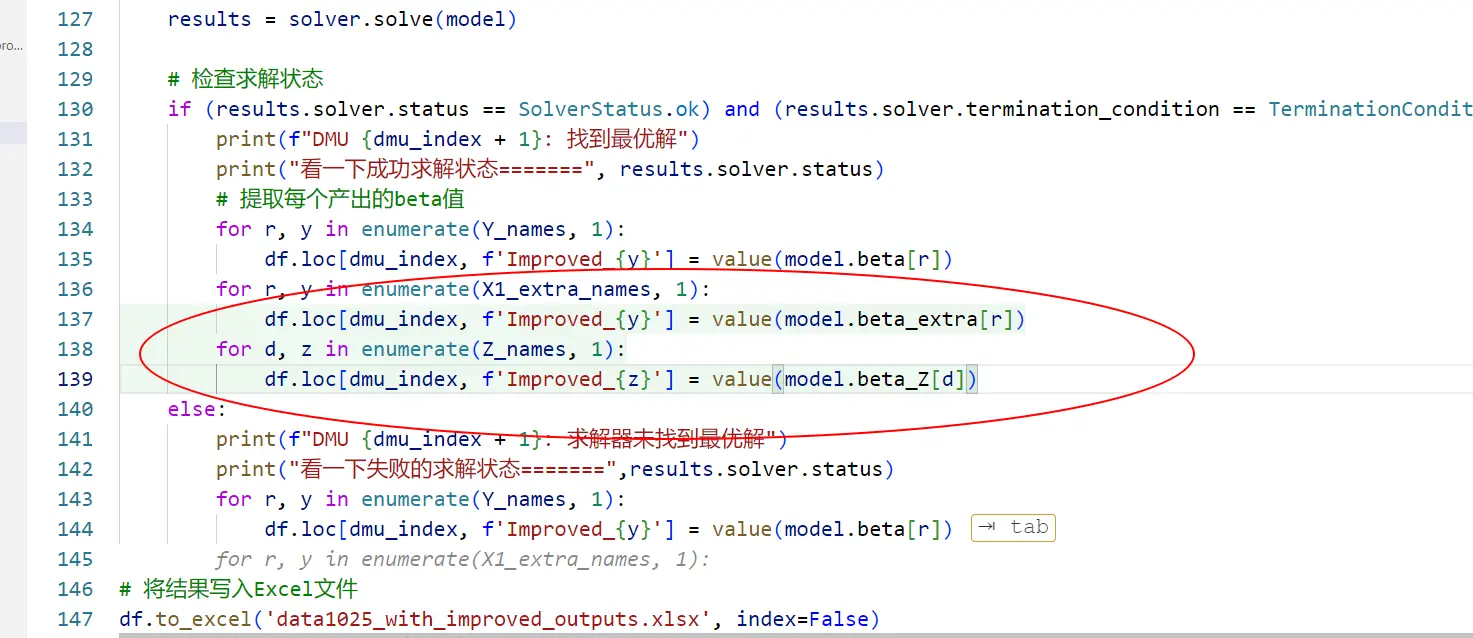 127 results = solver.solve(model)
pro...
128
129 # 检查求解状态
130 if (results.solver.status == SolverStatus.ok) and (results.solver.termination_condition == TerminationCondit
131 print(f"DMU {dmu_index + 1}: 找到最优解")
132 print("看一下成功求解状态=======", results.solver.status)
133 # 提取每个产出的beta值
134 for r, y in enumerate(Y_names, 1):
135 df.loc[dmu_index, f'Improved_{y}'] = value(model.beta[r])
136 for r, y in enumerate(X1_extra_names, 1):
137 df.loc[dmu_index, f'Improved_{y}'] = value(model.beta_extra[r])
138 for d, z in enumerate(Z_names, 1):
139 df.loc[dmu_index, f'Improved_{z}'] = value(model.beta_Z[d])
140 else:
141 print(f"DMU {dmu_index + 1}: 求解器未找到最优解")
142 print("看一下失败的求解状态=======",results.solver.status)
143 for r, y in enumerate(Y_names, 1):
144 df.loc[dmu_index, f'Improved_{y}'] = value(model.beta[r]) →| tab
145 for r, y in enumerate(X1_extra_names, 1):
146 # 将结果写入Excel文件
147 df.to_excel('data1025_with_improved_outputs.xlsx', index=False)